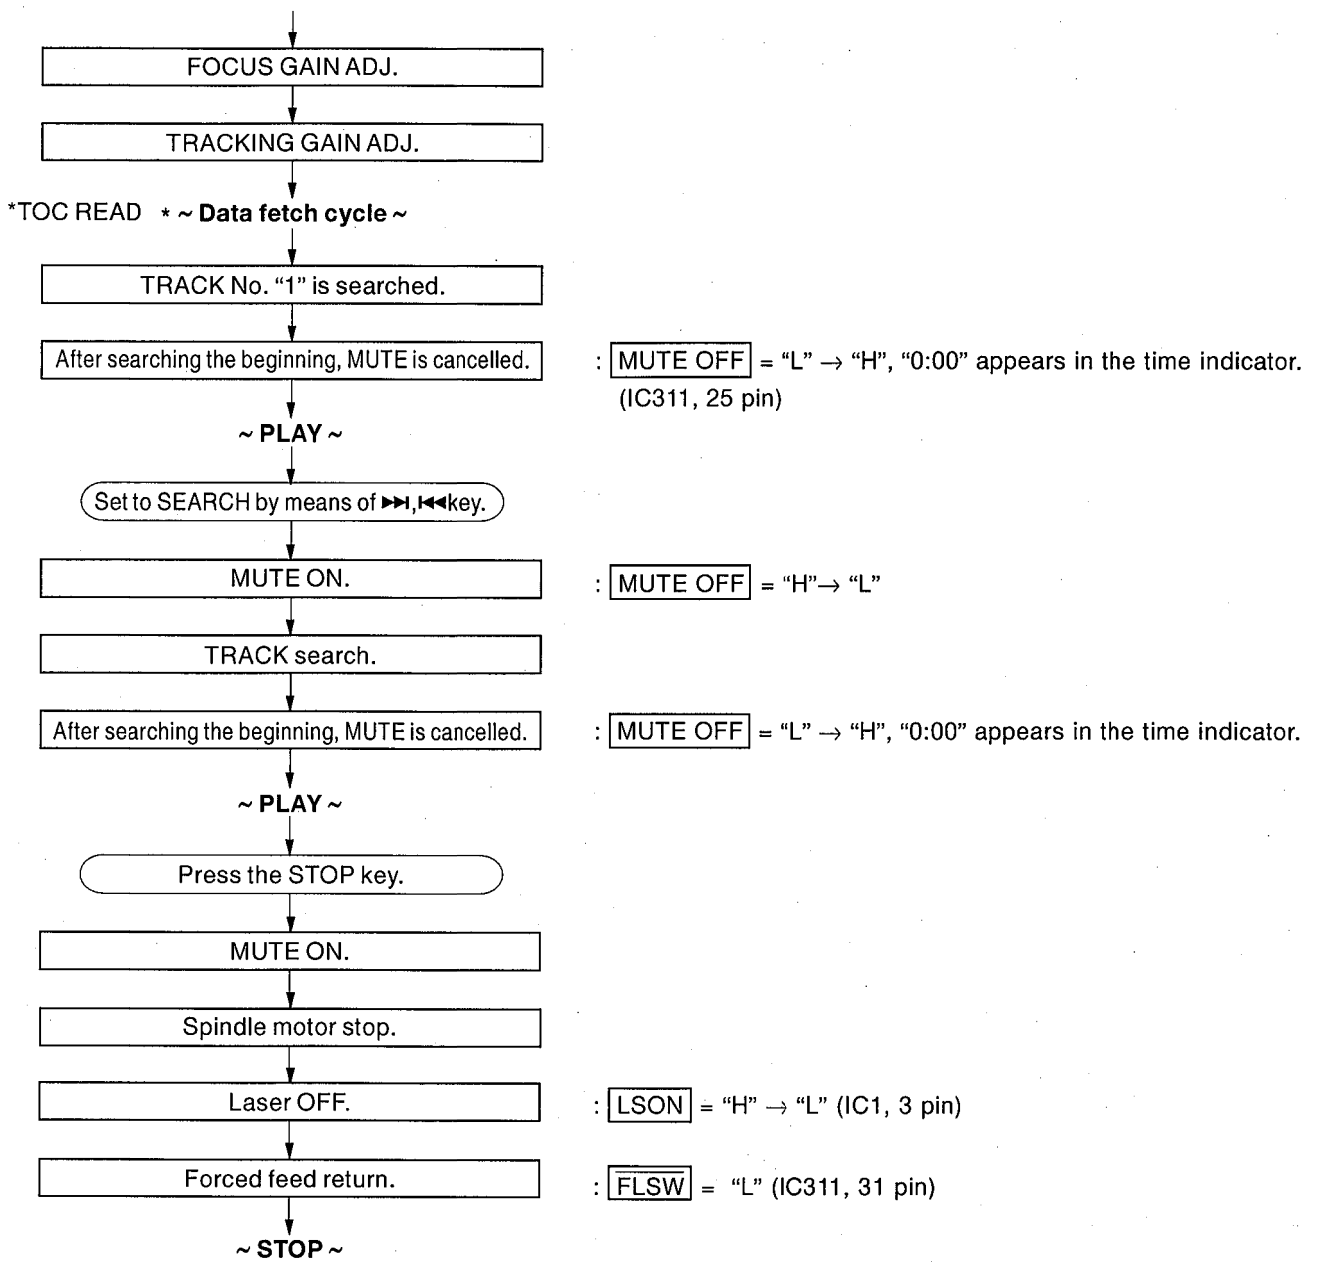 FOCUS GAIN ADJ.
TRACKING GAIN ADJ.
*TOC READ * ~ Data fetch cycle ~
TRACK No. “1” is searched.
After searching the beginning, MUTE is cancelled. : MUTE OFF = “L” → “H”, “0:00” appears in the time indicator.
(IC311, 25 pin)
~ PLAY ~
Set to SEARCH by means of ▶▶I,I◀◀key.
MUTE ON. : MUTE OFF = “H”→ “L”
TRACK search.
After searching the beginning, MUTE is cancelled. : MUTE OFF = “L” → “H”, “0:00” appears in the time indicator.
~ PLAY ~
Press the STOP key.
MUTE ON.
Spindle motor stop.
Laser OFF. : LSON = “H” → “L” (IC1, 3 pin)
Forced feed return. : F̅L̅S̅W̅ = “L” (IC311, 31 pin)
~ STOP ~